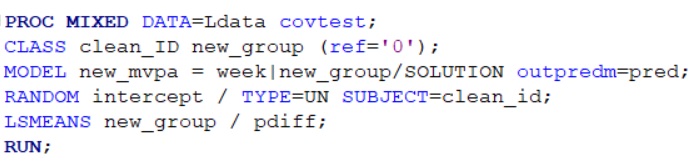 PROC MIXED DATA=Ldata covtest;
CLASS clean_ID new_group (ref='0');
MODEL new_mvpa = week|new_group/SOLUTION outpredm=pred;
RANDOM intercept / TYPE=UN SUBJECT=clean_id;
LSMEANS new_group / pdiff;
RUN;